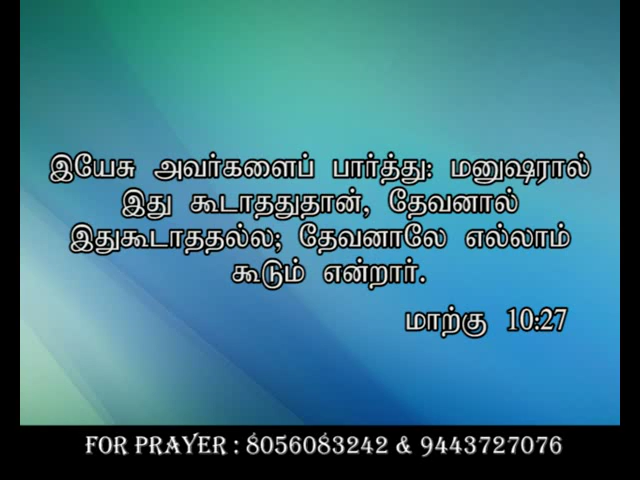 இயேசு அவர்களைப் பார்த்து: மனுஷரால்
இது கூடாததுதான், தேவனால்
இதுகூடாததல்ல; தேவனாலே எல்லாம்
கூடும் என்றார்.
மாற்கு 10:27
FOR PRAYER : 8056083242 & 9443727076